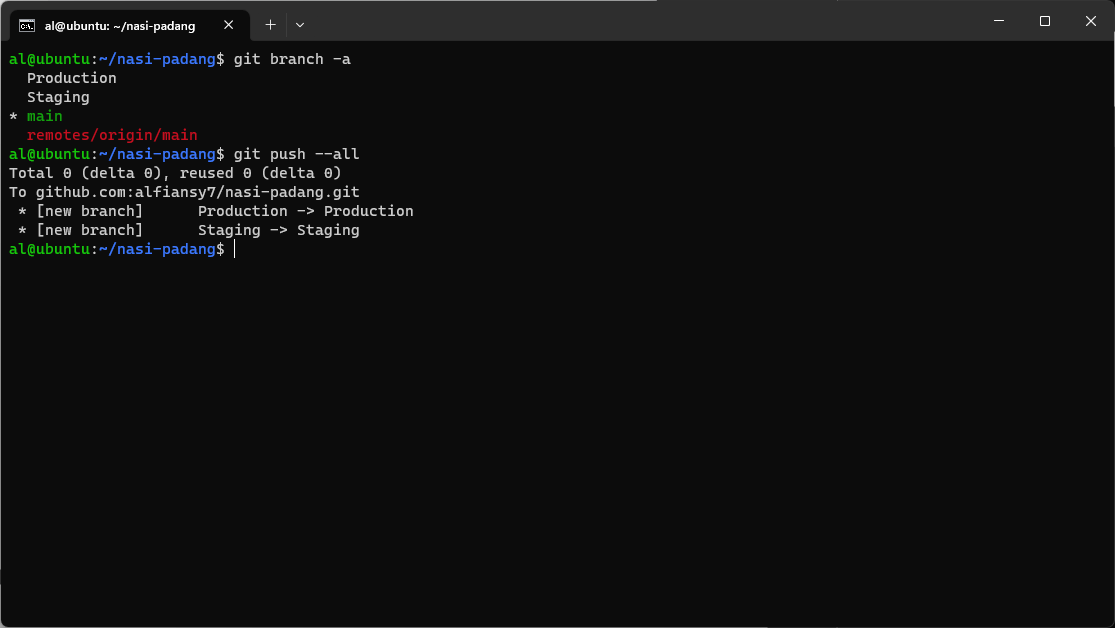 al@ubuntu: ~/nasi-padang
al@ubuntu:~/nasi-padang$ git branch -a
  Production
  Staging
* main
  remotes/origin/main
al@ubuntu:~/nasi-padang$ git push --all
Total 0 (delta 0), reused 0 (delta 0)
To github.com:alfiansy7/nasi-padang.git
 * [new branch]      Production -> Production
 * [new branch]      Staging -> Staging
al@ubuntu:~/nasi-padang$